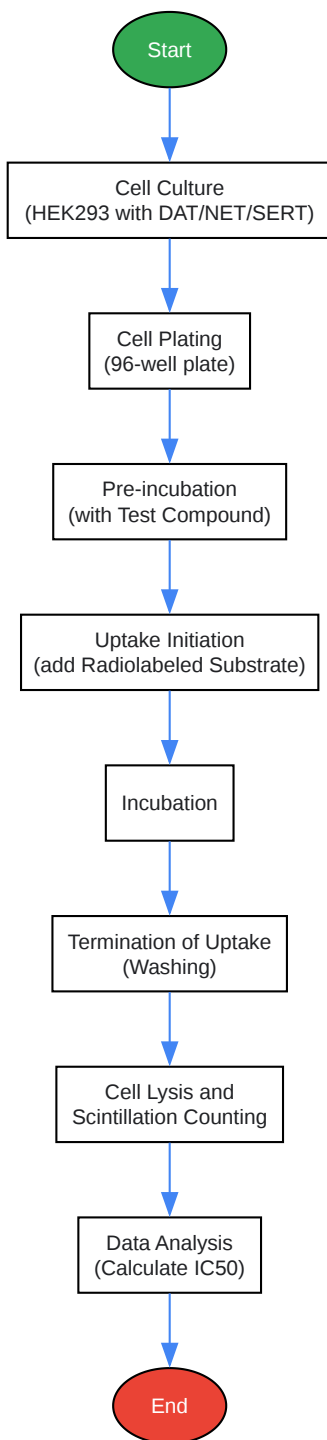 Start
Cell Culture
(HEK293 with DAT/NET/SERT)
Cell Plating
(96-well plate)
Pre-incubation
(with Test Compound)
Uptake Initiation
(add Radiolabeled Substrate)
Incubation
Termination of Uptake
(Washing)
Cell Lysis and
Scintillation Counting
Data Analysis
(Calculate IC50)
End